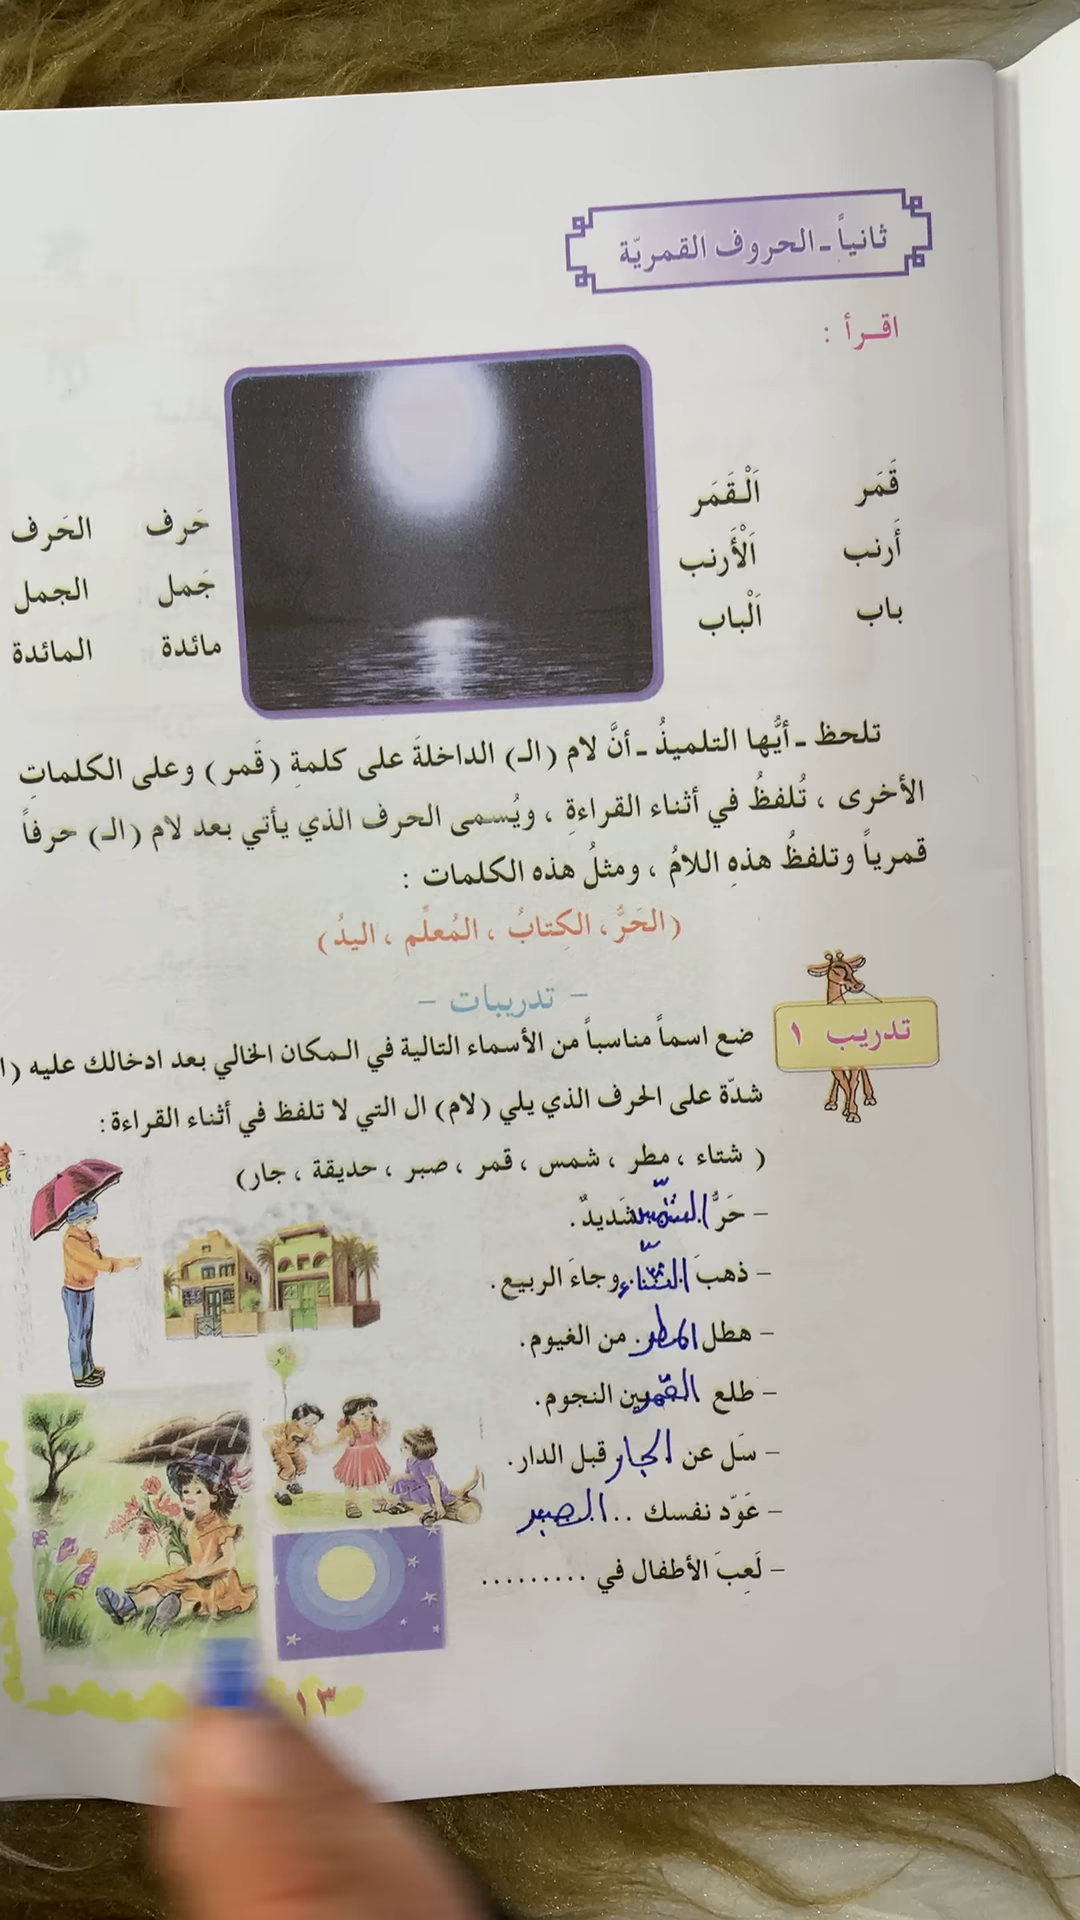 ثانياً ـ الحروف القمريّة
اقـرأ :
قَمَر اَلْـقَمَر
أَرنب اَلْأَرنب
باب اَلْباب
حَرف الحَرف
جَمل الجمل
مائدة المائدة
تلحظ ـ أيُّها التلميذُ ـ أنَّ لام (الـ) الداخلةَ على كلمةِ (قَمر) وعلى الكلماتِ
الأخرى ، تُلفظُ في أثناء القراءةِ ، ويُسمى الحرف الذي يأتي بعد لام (الـ) حرفاً
قمرياً وتلفظُ هذهِ اللامُ ، ومثلُ هذه الكلمات :
(الحَرُّ ، الكِتابُ ، المُعلِّم ، اليدُ)
- تدريبات -
تدريب ١
ضع اسماً مناسباً من الأسماء التالية في المكان الخالي بعد ادخالك عليه (ا
شدّة على الحرف الذي يلي (لام) ال التي لا تلفظ في أثناء القراءة :
( شتاء ، مطر ، شمس ، قمر ، صبر ، حديقة ، جار)
- حَرُّ الشّمس شَديدٌ .
- ذهبَ الشّتاء وجاءَ الربيع .
- هطل المطر . من الغيوم .
- طلع القمر بين النجوم .
- سَل عن الجار قبل الدار .
- عَوّد نفسك .. الصبر
- لَعِبَ الأطفال في .........
١٣